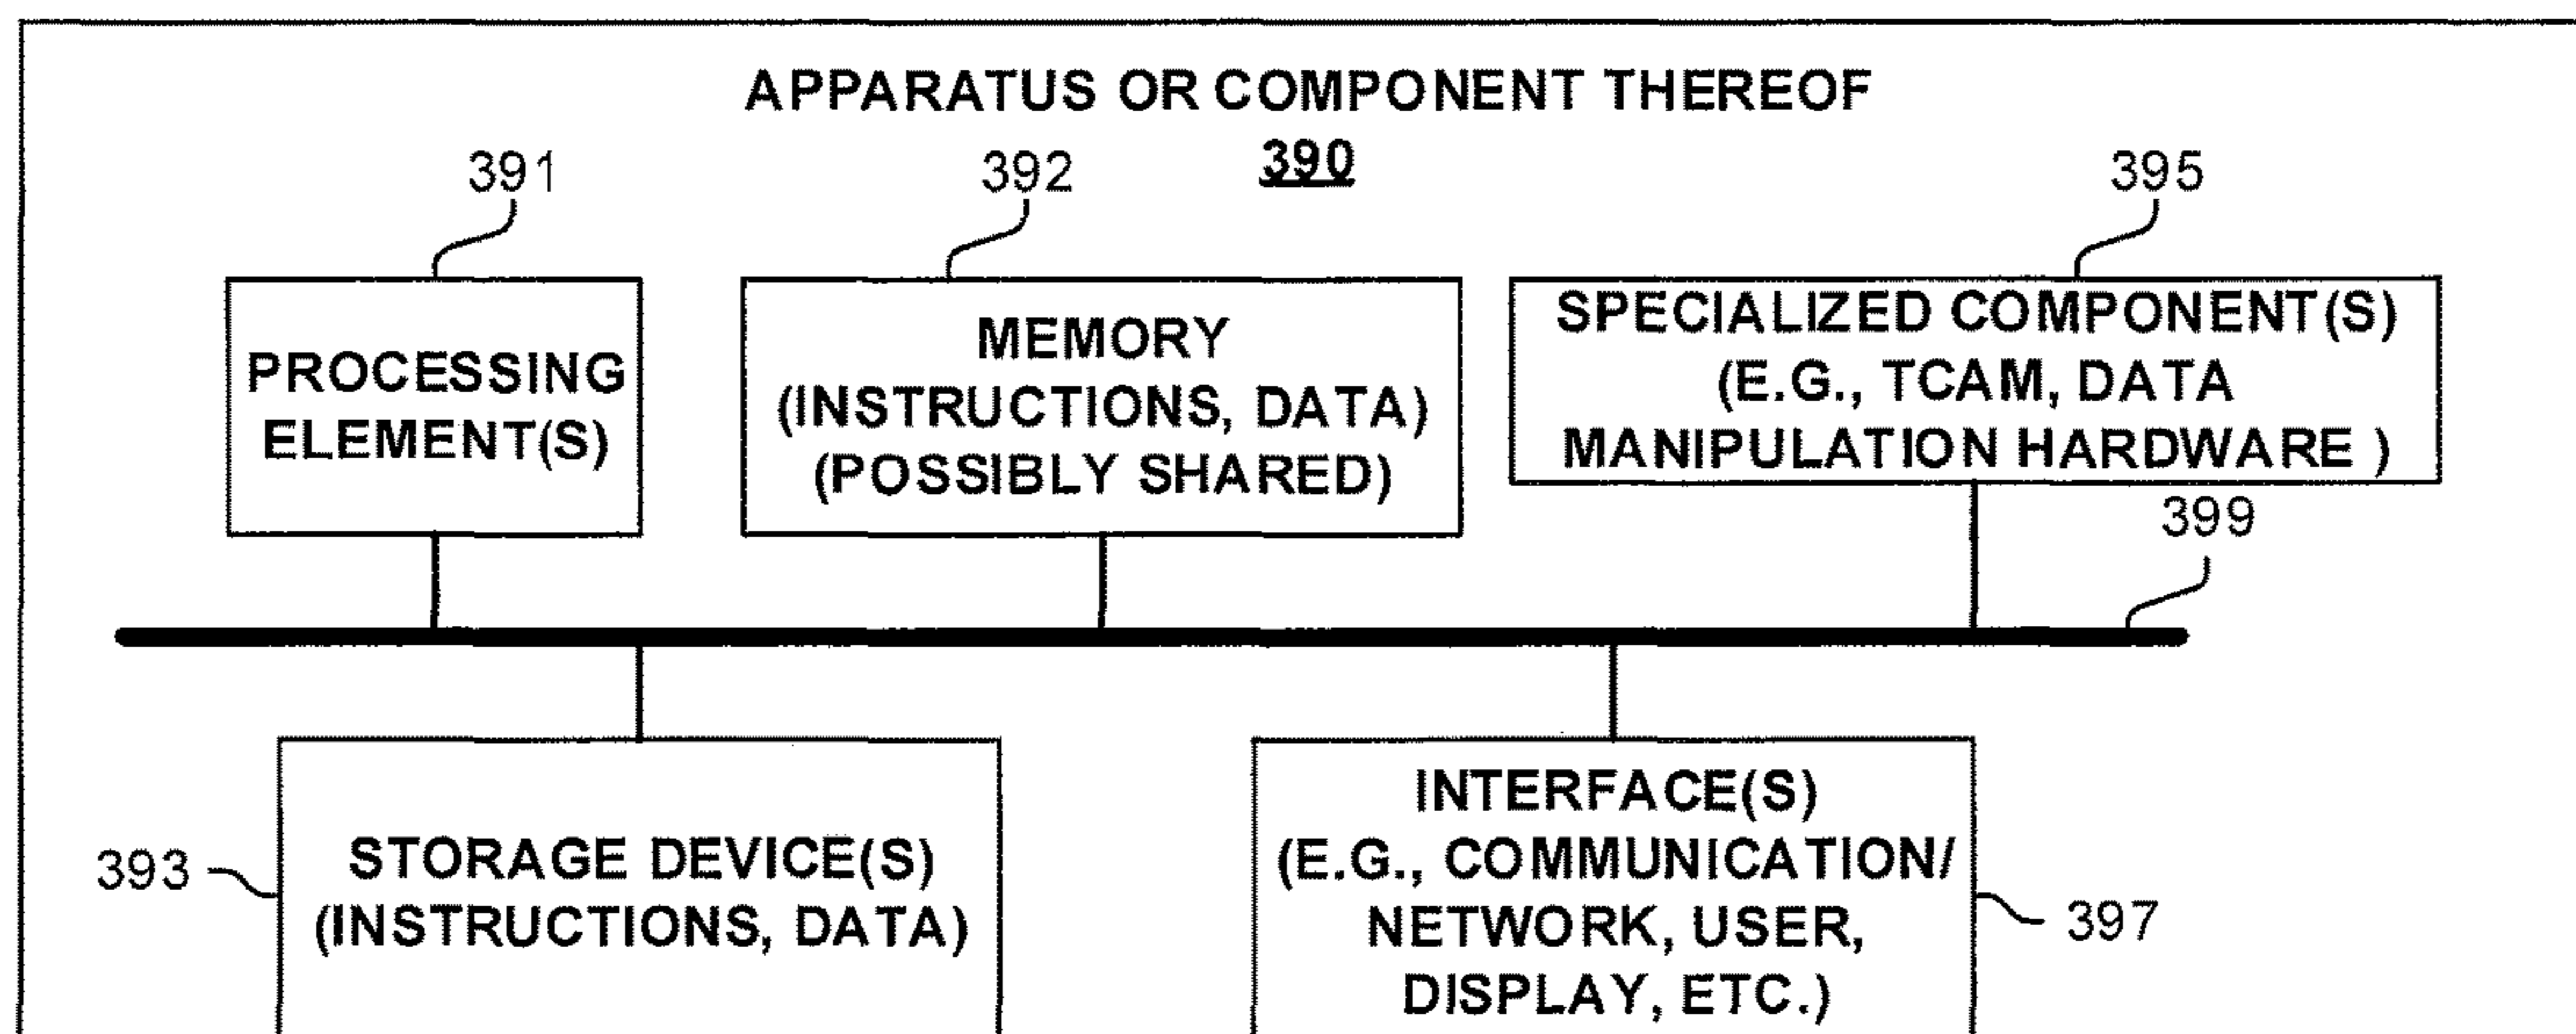 APPARATUS OR COMPONENT THEREOF
390
391
392
395
PROCESSING
ELEMENT(S)
MEMORY
(INSTRUCTIONS, DATA)
(POSSIBLY SHARED)
SPECIALIZED COMPONENT(S)
(E.G., TCAM, DATA
MANIPULATION HARDWARE )
399
393
STORAGE DEVICE(S)
(INSTRUCTIONS, DATA)
INTERFACE(S)
(E.G., COMMUNICATION/
NETWORK, USER,
DISPLAY, ETC.)
397